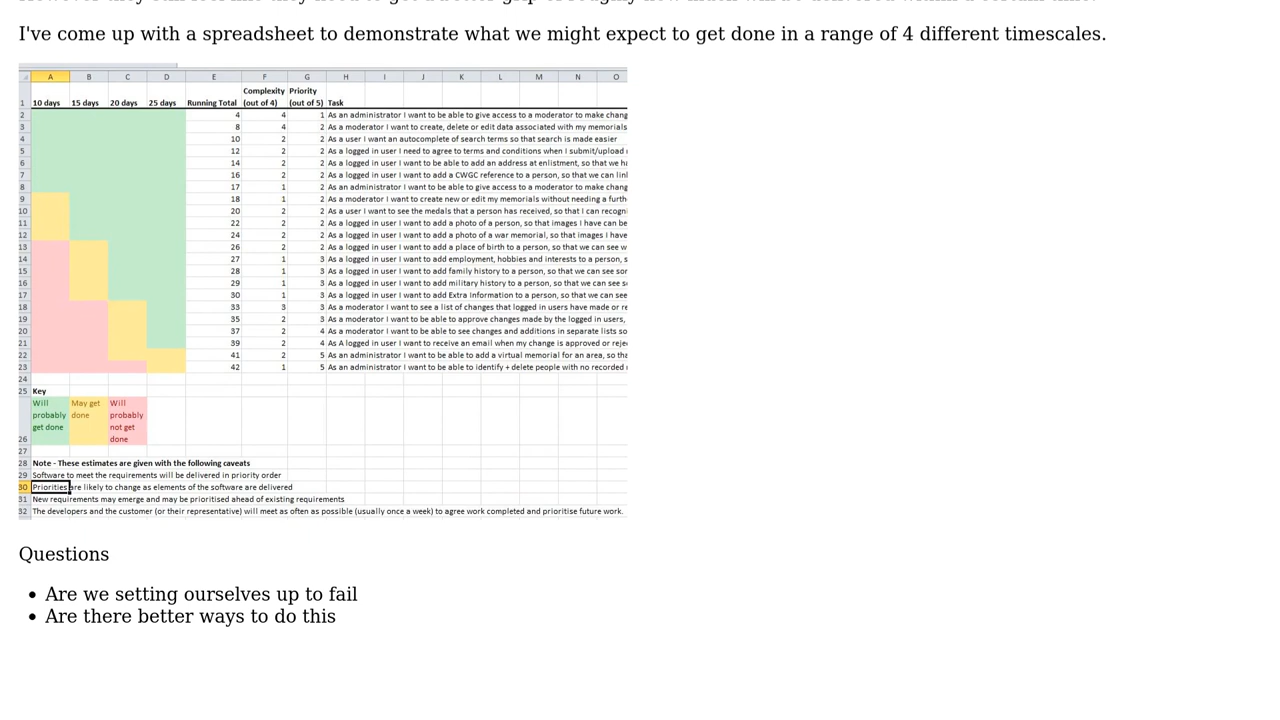 I've come up with a spreadsheet to demonstrate what we might expect to get done in a range of 4 different timescales.
A B C D E F G H I J K L M N O
Complexity Priority
1 10 days 15 days 20 days 25 days Running Total (out of 4) (out of 5) Task
2 4 4 1 As an administrator I want to be able to give access to a moderator to make chang
3 8 4 2 As a moderator I want to create, delete or edit data associated with my memorials
4 10 2 2 As a user I want an autocomplete of search terms so that search is made easier
5 12 2 2 As a logged in user I need to agree to terms and conditions when I submit/upload
6 14 2 2 As a logged in user I want to be able to add an address at enlistment, so that we
7 16 2 2 As a logged in user I want to add a CWGC reference to a person, so that we can
8 17 1 2 As an administrator I want to be able to give access to a moderator to make chang
9 18 1 2 As a moderator I want to create new or edit my memorials without needing a furth
10 20 2 2 As a user I want to see the medals that a person has received, so that I can recogn
11 22 2 2 As a logged in user I want to add a photo of a person, so that images I have can be
12 24 2 2 As a logged in user I want to add a photo of a war memorial, so that images I have
13 26 2 2 As a logged in user I want to add a place of birth to a person, so that we can see w
14 27 1 3 As a logged in user I want to add employment, hobbies and interests to a person, s
15 28 1 3 As a logged in user I want to add family history to a person, so that we can see sor
16 29 1 3 As a logged in user I want to add military history to a person, so that we can see
17 30 1 3 As a logged in user I want to add Extra Information to a person, so that we can see
18 33 3 3 As a moderator I want to see a list of changes that logged in users have made or re
19 35 2 3 As a moderator I want to be able to approve changes made by the logged in users,
20 37 2 4 As a moderator I want to be able to see changes and additions in separate lists so
21 39 2 4 As A logged in user I want to receive an email when my change is approved or reje
22 41 2 5 As an administrator I want to be able to add a virtual memorial for an area, so tha
23 42 1 5 As an administrator I want to be able to identify + delete people with no recorded
24
25 Key
Will May get Will
probably done probably
get done not get
26 done
27
28 Note - These estimates are given with the following caveats
29 Software to meet the requirements will be delivered in priority order
30 Priorities are likely to change as elements of the software are delivered
31 New requirements may emerge and may be prioritised ahead of existing requirements
32 The developers and the customer (or their representative) will meet as often as possible (usually once a week) to agree work completed and prioritise future work.
Questions
• Are we setting ourselves up to fail
• Are there better ways to do this